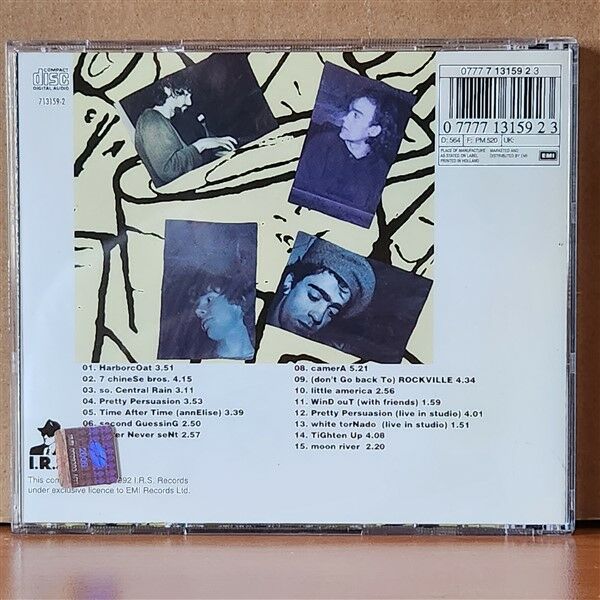 COMPACT
disc
DIGITAL AUDIO
713159-2
0777 7 13159 2 3
0 7777 13159 2 3
D: 564 F: PM 520 UK:
PLACE OF MANUFACTURE
AS STATED ON LABEL
PRINTED IN HOLLAND
MARKETED AND
DISTRIBUTED BY EMI
EMI
01. HarborcOat 3.51
02. 7 chineSe bros. 4.15
03. so. Central Rain 3.11
04. Pretty Persuasion 3.53
05. Time After Time (annElise) 3.39
06. second GuessinG 2.50
Never seNt 2.57
08. camerA 5.21
09. (don't Go back To) ROCKVILLE 4.34
10. little america 2.56
11. WinD ouT (with friends) 1.59
12. Pretty Persuasion (live in studio) 4.01
13. white torNado (live in studio) 1.51
14. TiGhten Up 4.08
15. moon river 2.20
I.R.S
This 1992 I.R.S. Records
under exclusive licence to EMI Records Ltd.